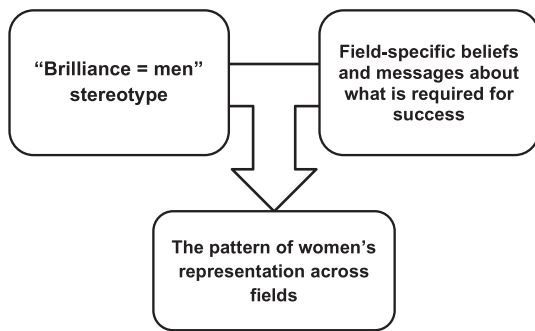 “Brilliance = men”
stereotype
Field-specific beliefs
and messages about
what is required for
success
The pattern of women’s
representation across
fields